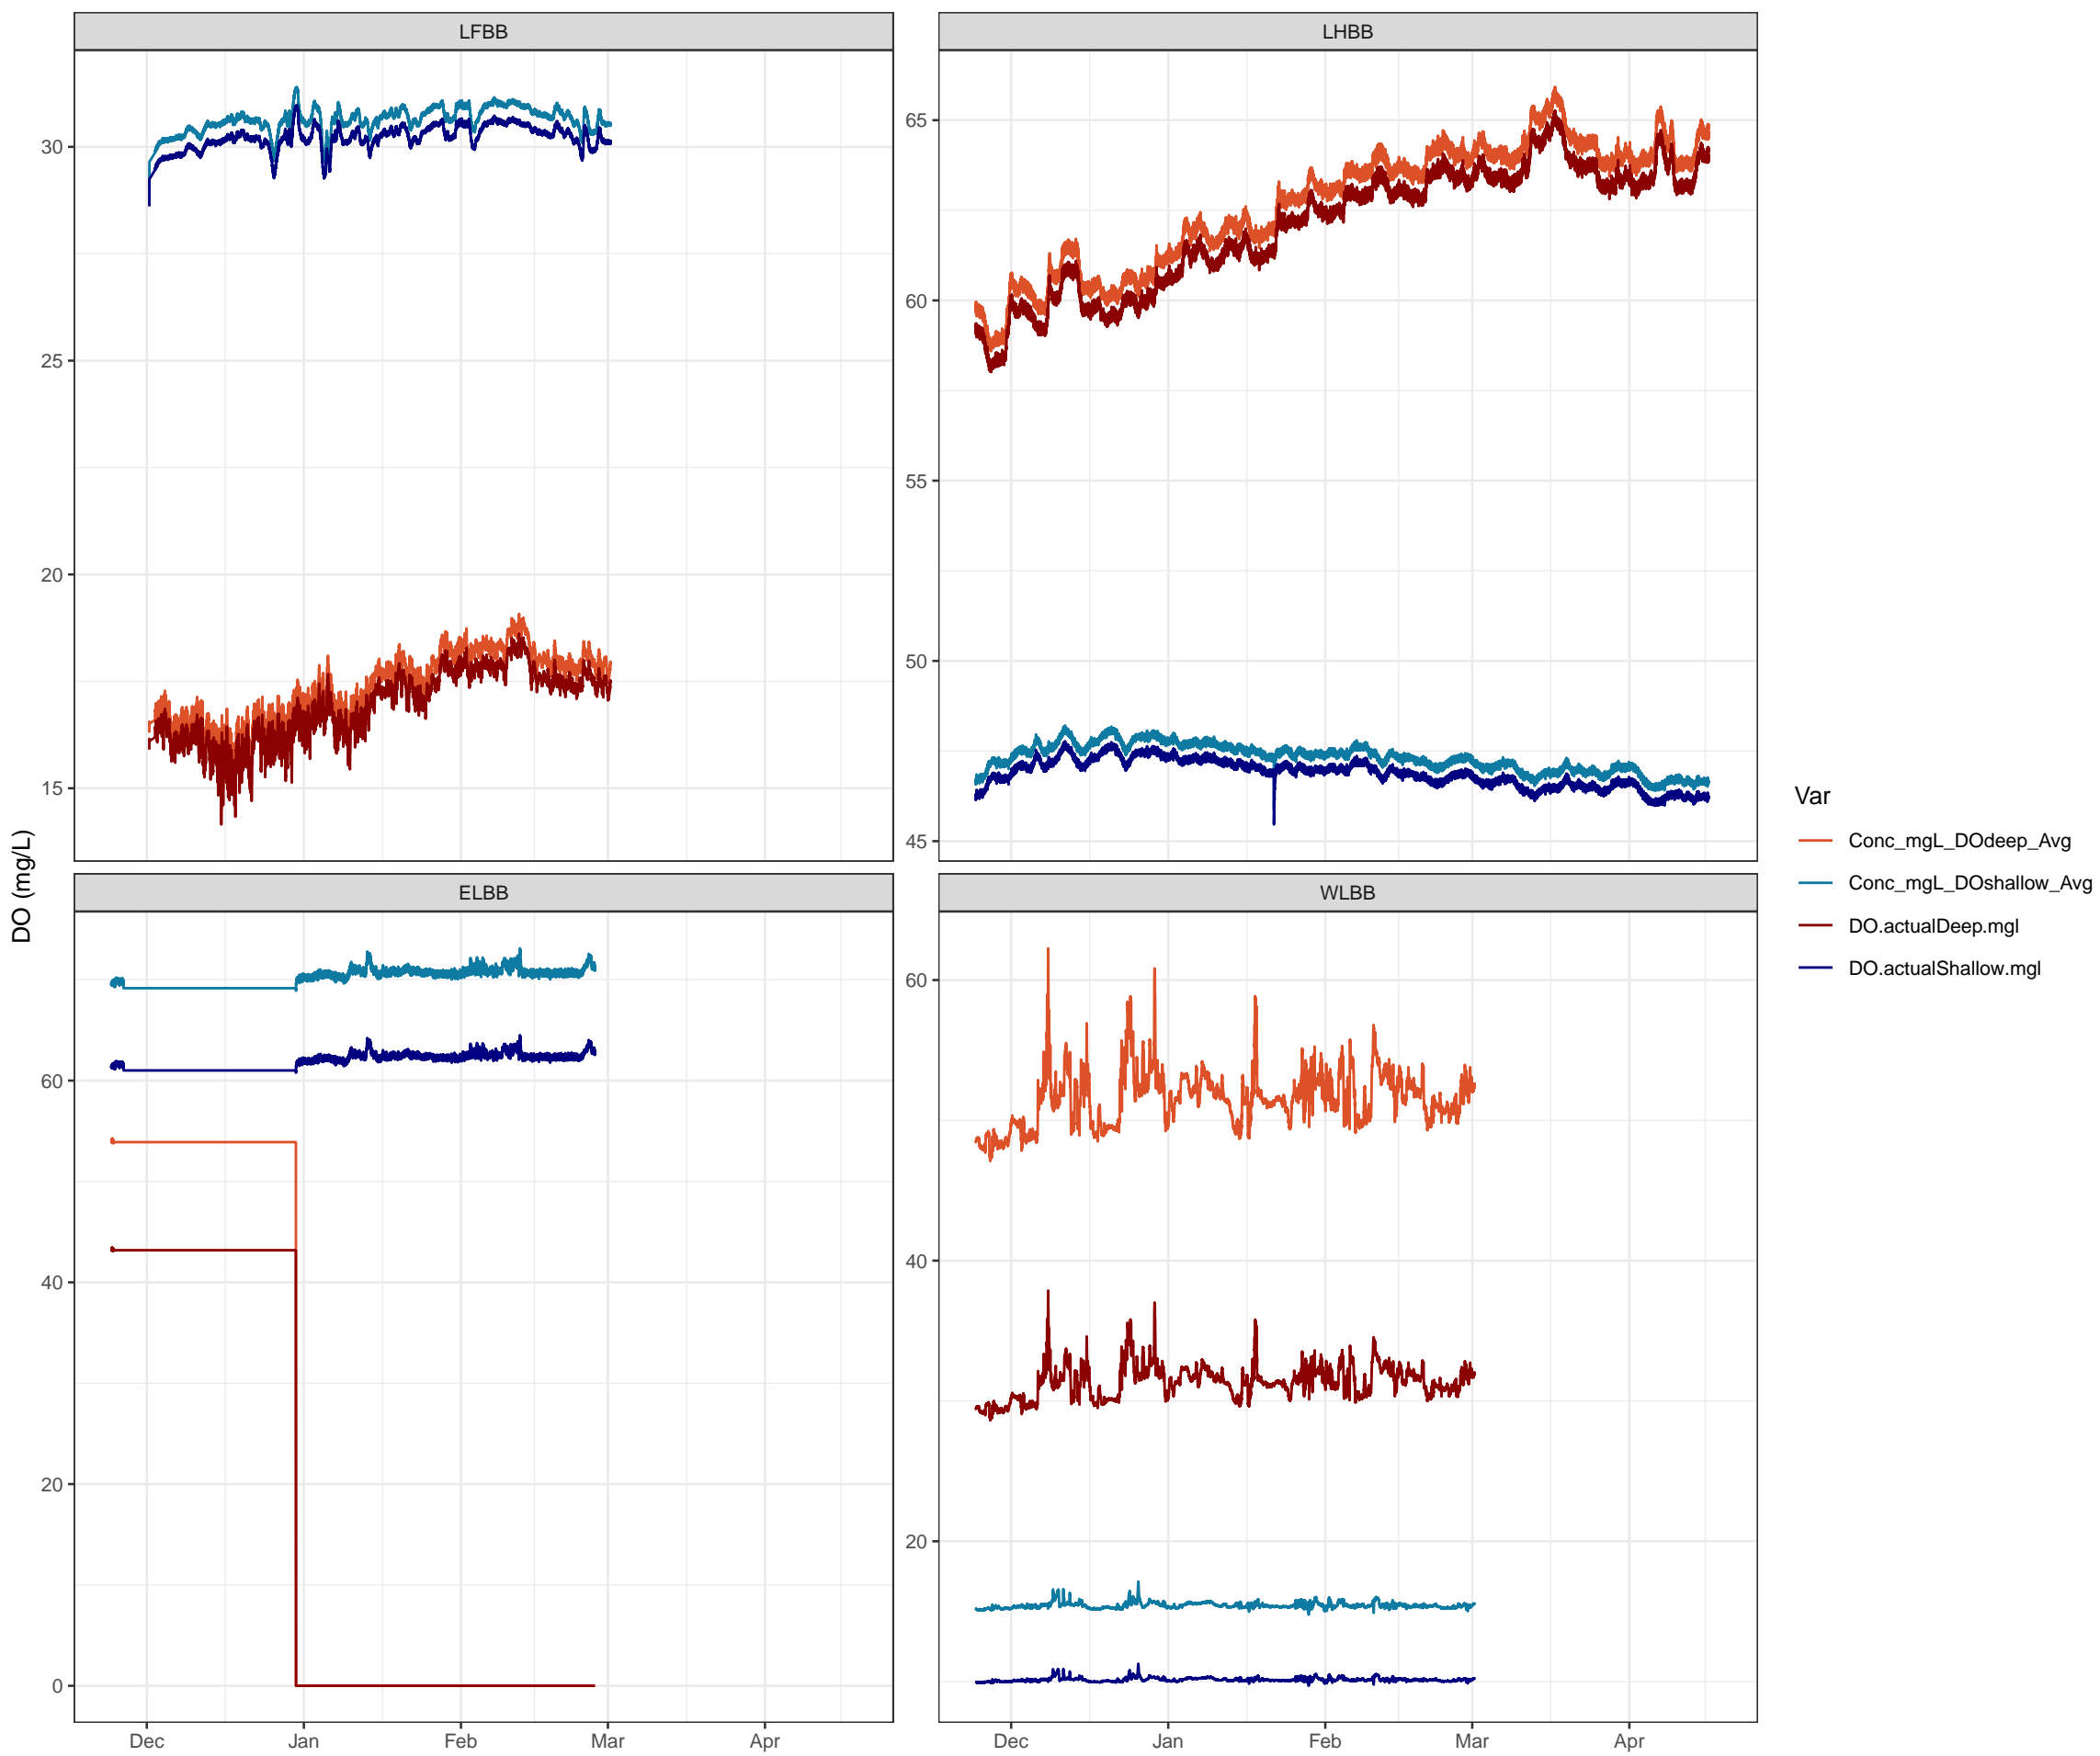 LFBB
LHBB
30
25
20
15
65
60
55
50
45
DO (mg/L)
ELBB
WLBB
60
40
20
0
60
40
20
Dec
Jan
Feb
Mar
Apr
Dec
Jan
Feb
Mar
Apr
Var
Conc_mgL_DOdeep_Avg
Conc_mgL_DOshallow_Avg
DO.actualDeep.mgl
DO.actualShallow.mgl